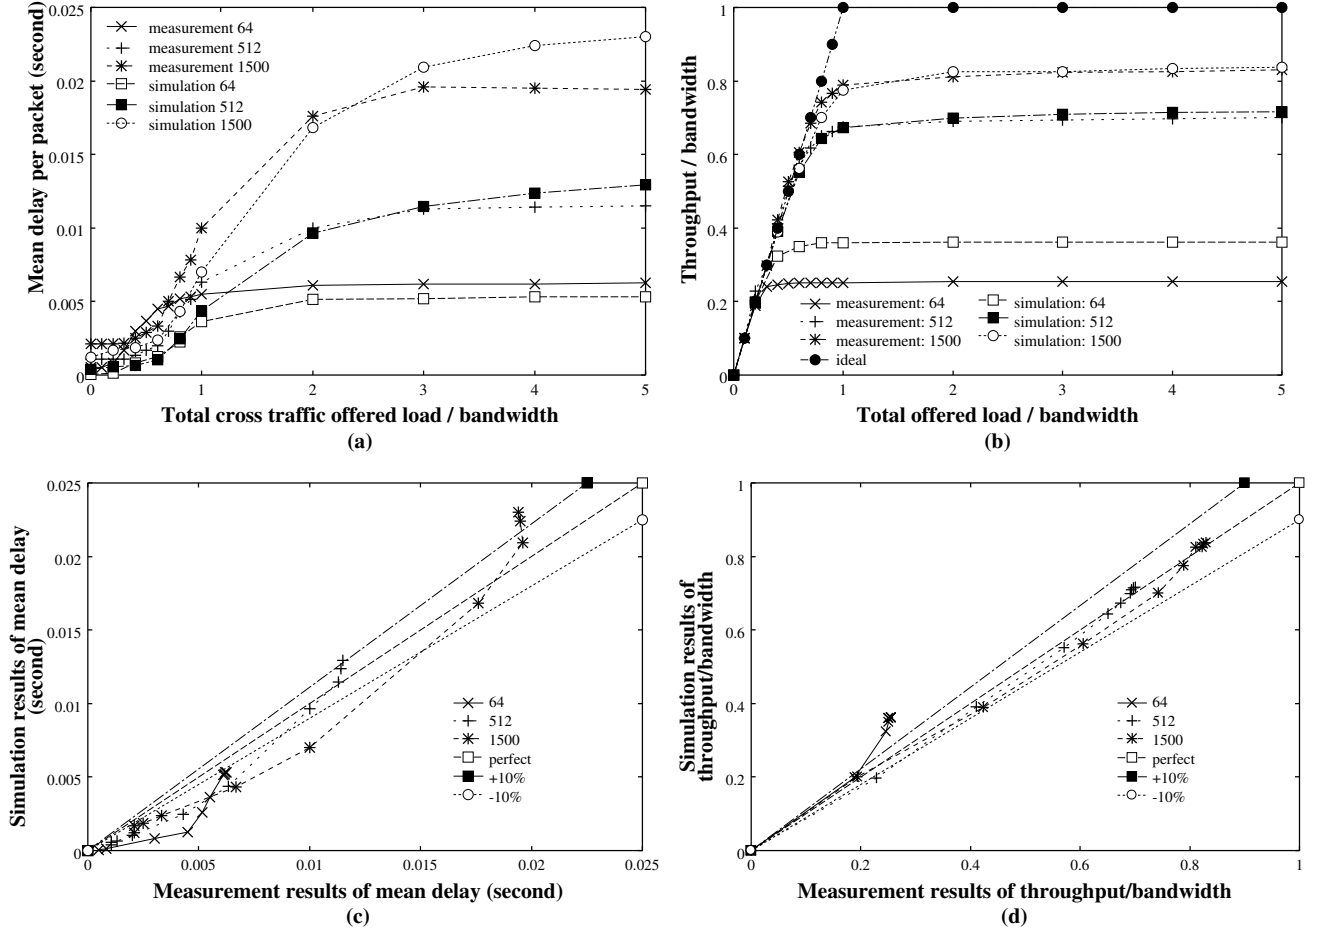 Mean delay per packet (second)
0.025
0.02
0.015
0.01
0.005
0
measurement 64
measurement 512
measurement 1500
simulation 64
simulation 512
simulation 1500
0 1 2 3 4 5
Total cross traffic offered load / bandwidth
(a)
Throughput / bandwidth
1
0.8
0.6
0.4
0.2
0
measurement: 64
measurement: 512
measurement: 1500
ideal
simulation: 64
simulation: 512
simulation: 1500
0 1 2 3 4 5
Total offered load / bandwidth
(b)
Simulation results of mean delay
(second)
0.025
0.02
0.015
0.01
0.005
0
64
512
1500
perfect
+10%
-10%
0 0.005 0.01 0.015 0.02 0.025
Measurement results of mean delay (second)
(c)
Simulation results of
throughput/bandwidth
1
0.8
0.6
0.4
0.2
0
64
512
1500
perfect
+10%
-10%
0 0.2 0.4 0.6 0.8 1
Measurement results of throughput/bandwidth
(d)